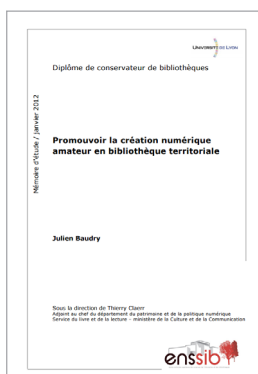 UNIVERSITÉ DE LYON
Diplôme de conservateur de bibliothèques
Mémoire d'étude / janvier 2012
Promouvoir la création numérique
amateur en bibliothèque territoriale
Julien Baudry
Sous la direction de Thierry Claerr
Adjoint au chef du département du patrimoine et de la politique numérique
Service du livre et de la lecture – ministère de la Culture et de la Communication
enssib